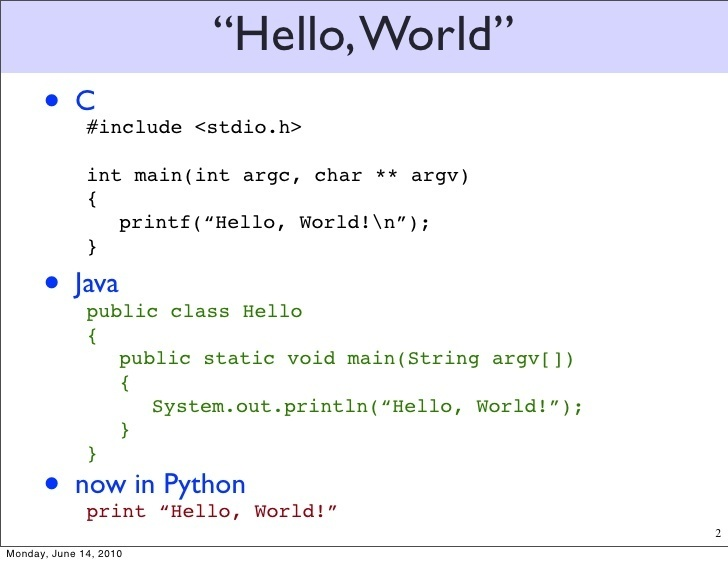 “Hello, World”
• C
#include <stdio.h>
int main(int argc, char ** argv)
{
printf(“Hello, World!\n”);
}
• Java
public class Hello
{
public static void main(String argv[])
{
System.out.println(“Hello, World!”);
}
}
• now in Python
print “Hello, World!”
2
Monday, June 14, 2010